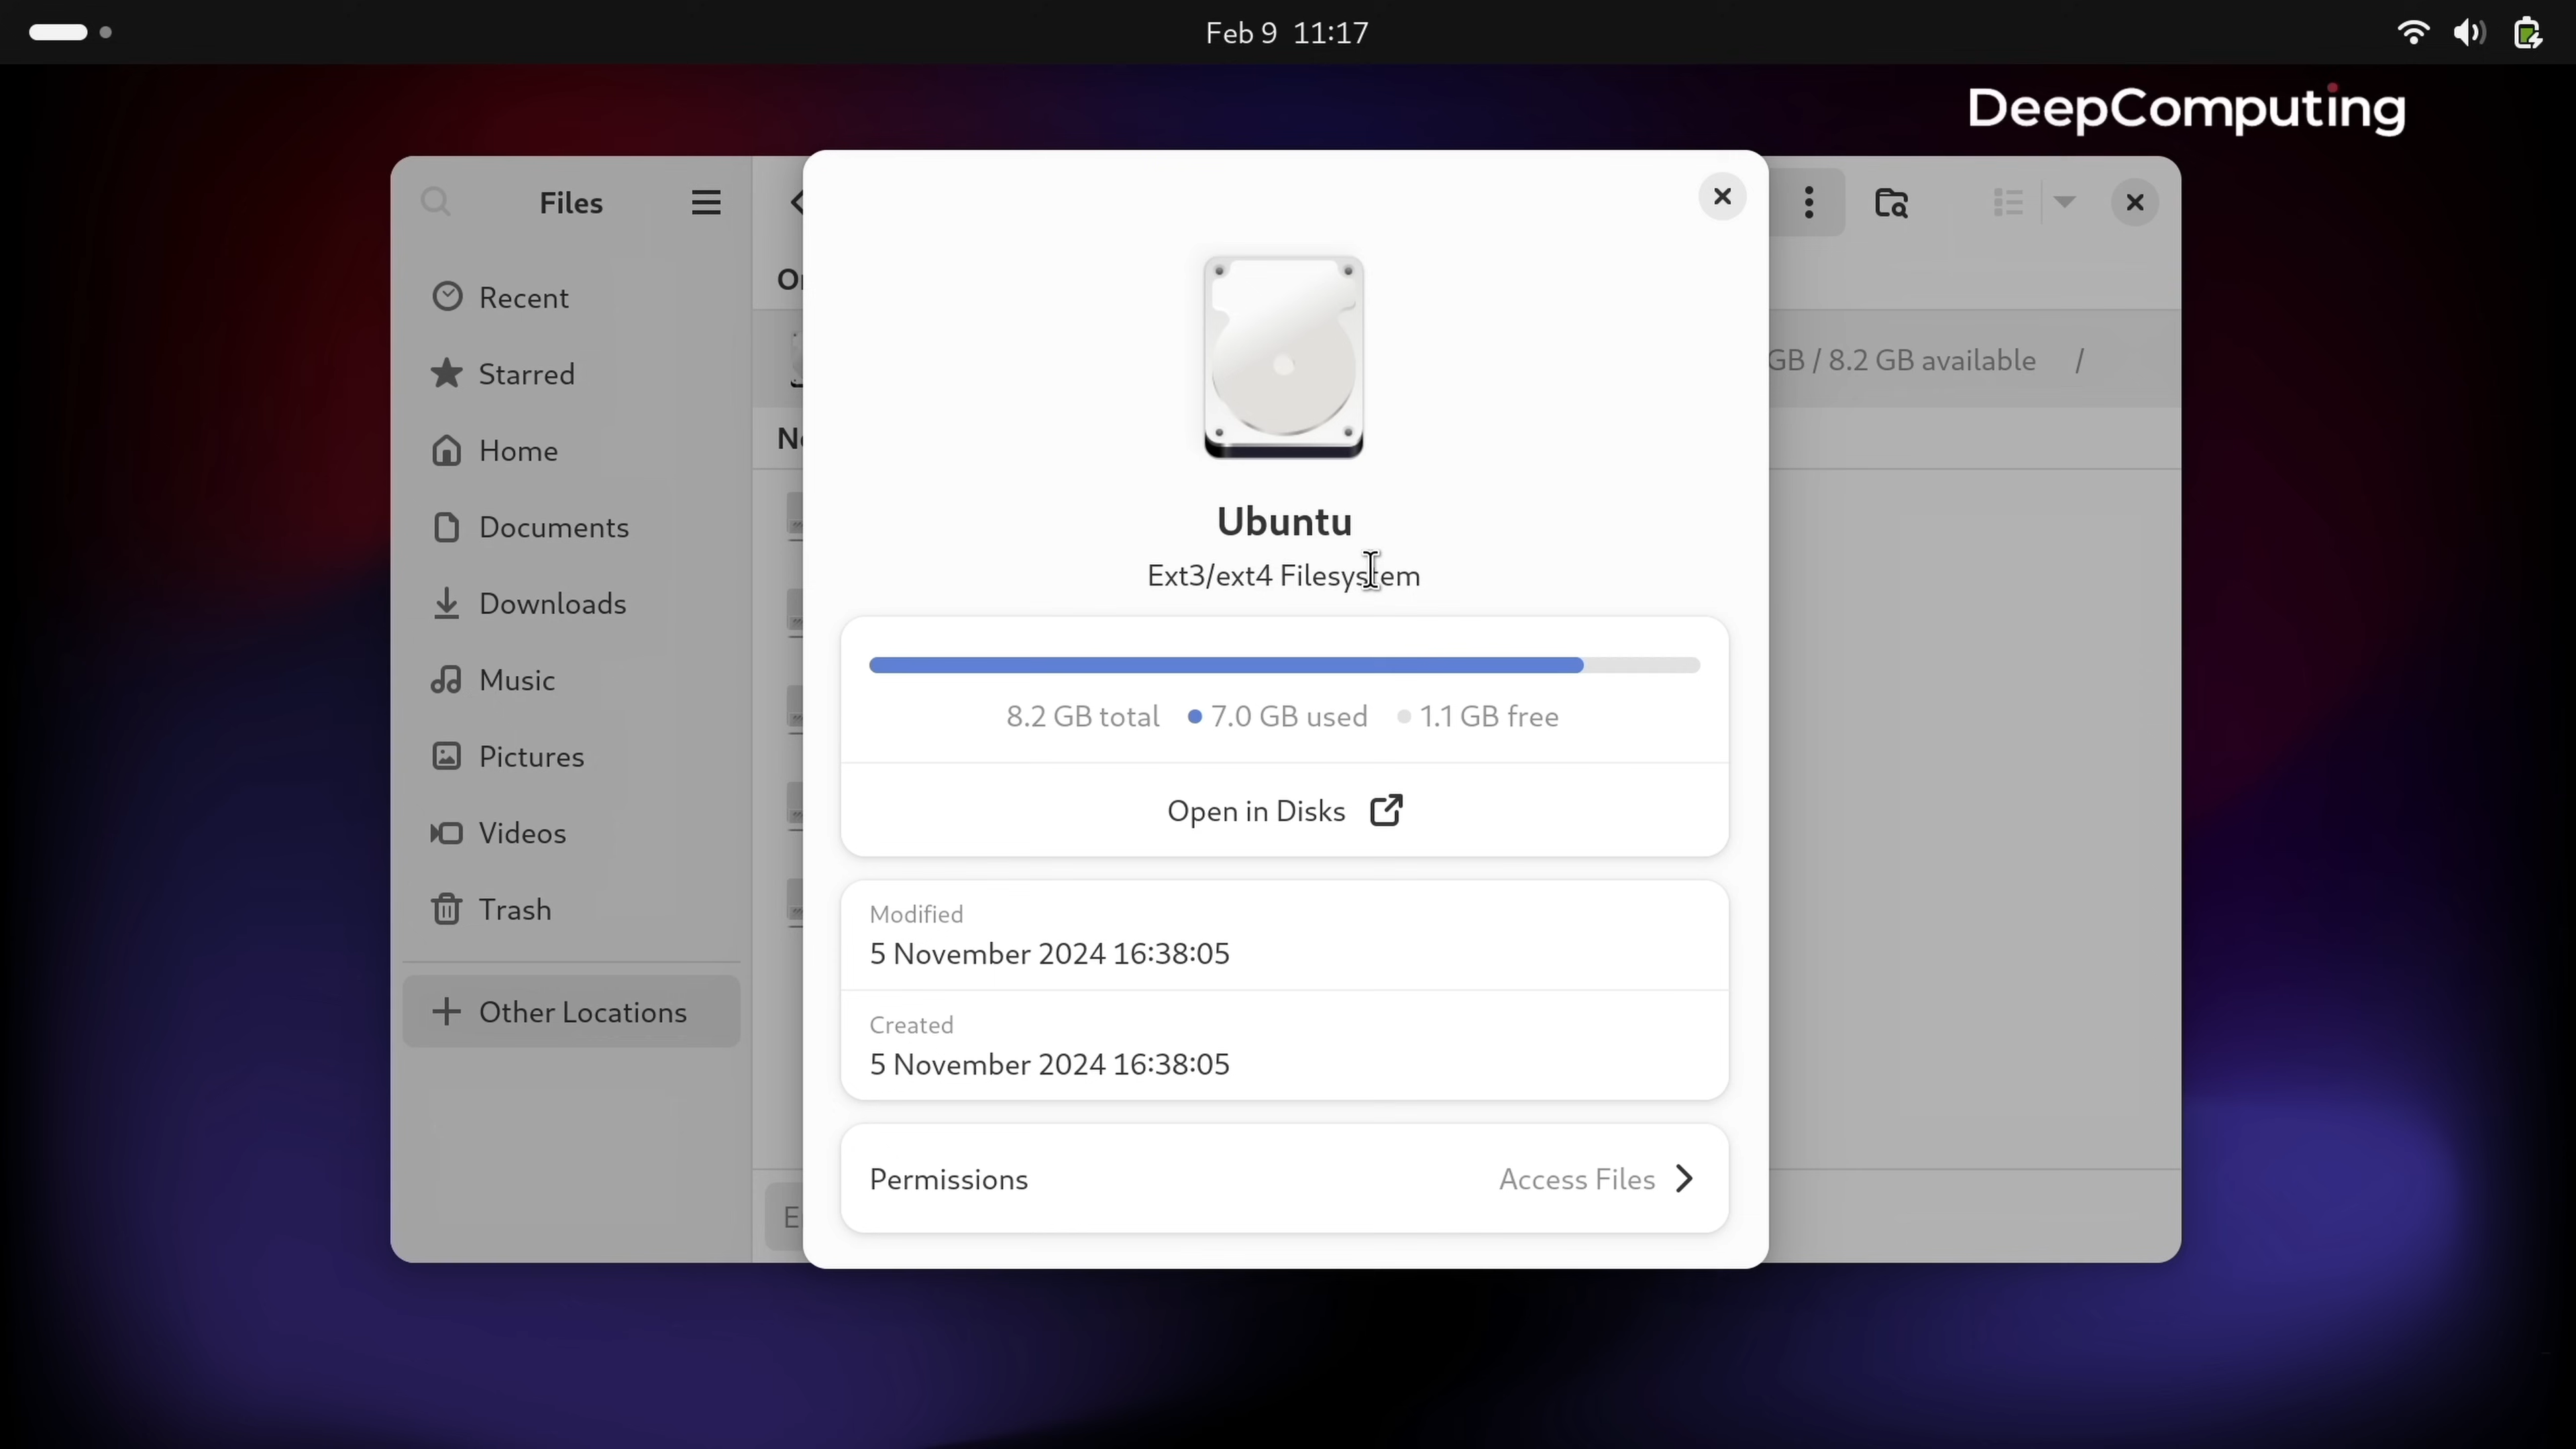 Feb 9 11:17
DeepComputing
Files
Recent
Starred
Home
Documents
Downloads
Music
Pictures
Videos
Trash
Other Locations
GB / 8.2 GB available /
Ubuntu
Ext3/ext4 Filesystem
8.2 GB total 7.0 GB used 1.1 GB free
Open in Disks
Modified
5 November 2024 16:38:05
Created
5 November 2024 16:38:05
Permissions Access Files